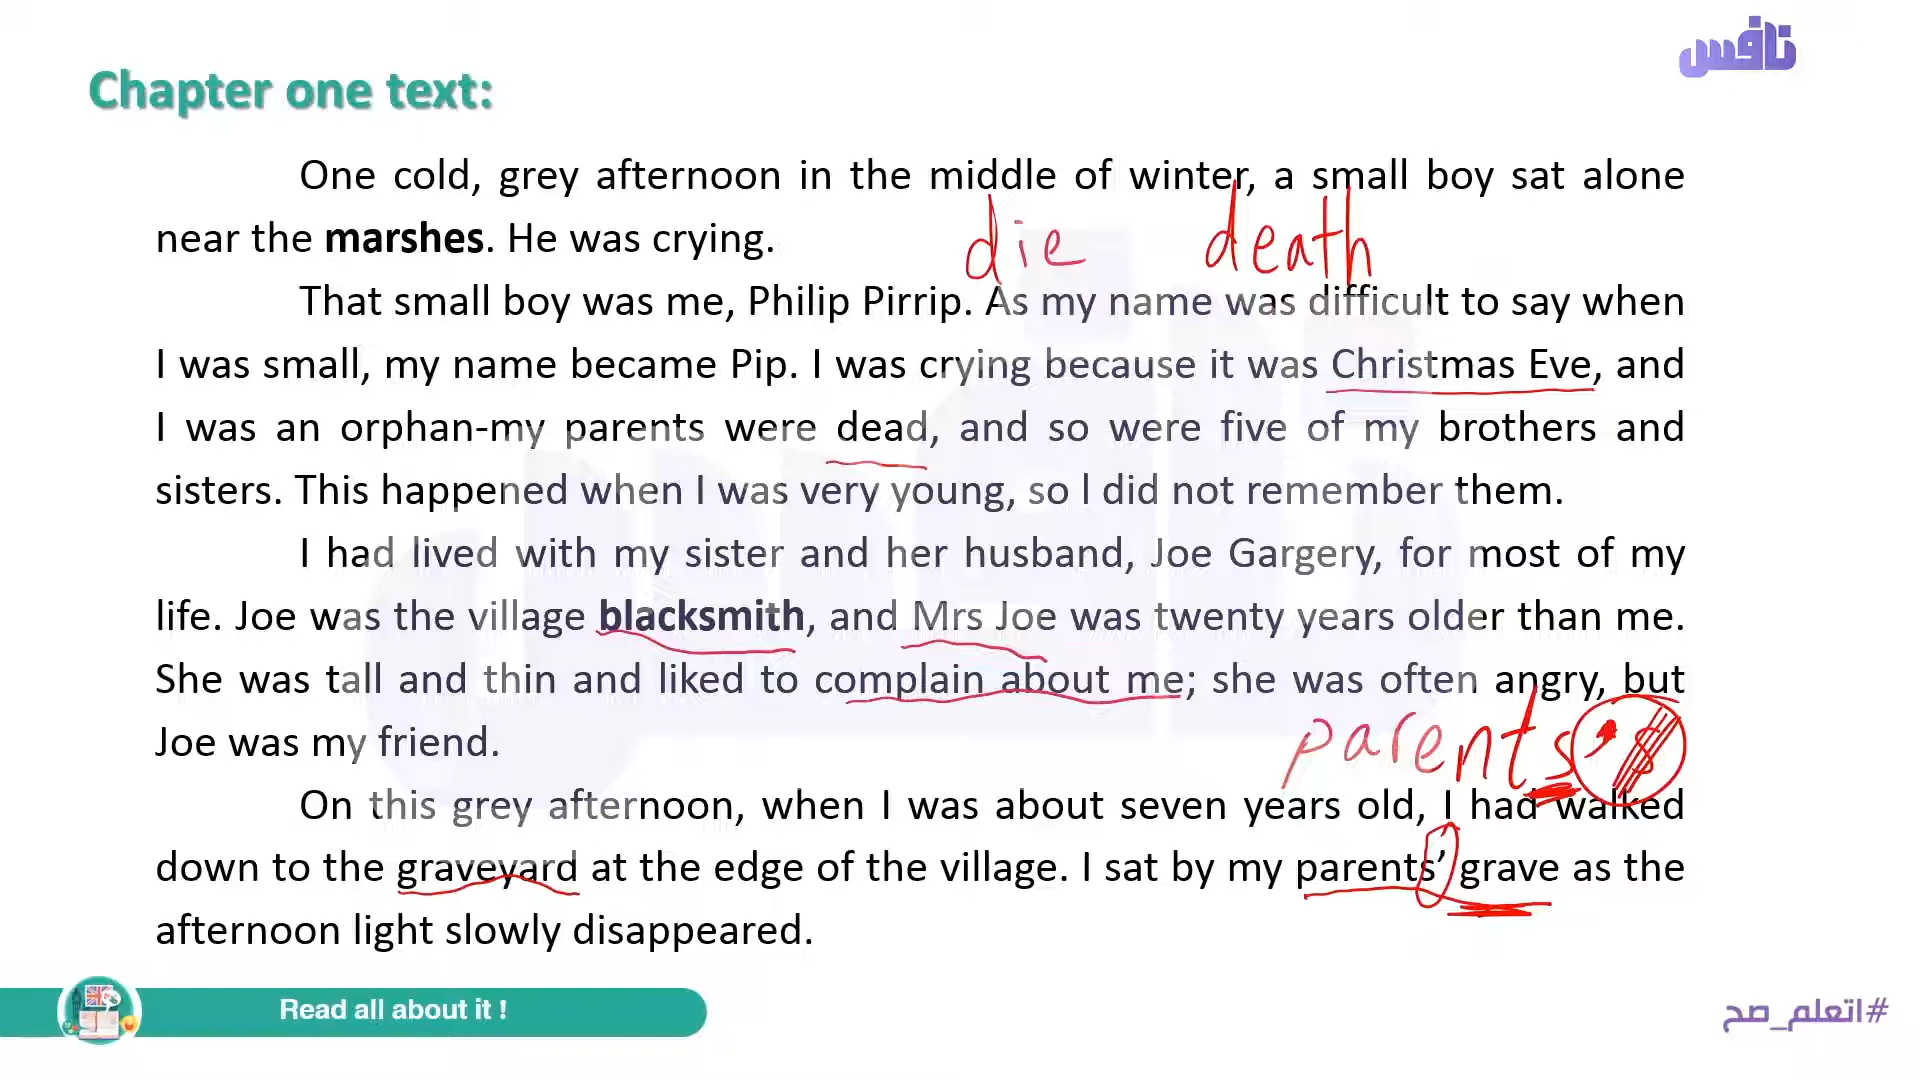 نافس
Chapter one text:
One cold, grey afternoon in the middle of winter, a small boy sat alone
near the marshes. He was crying.
die death
That small boy was me, Philip Pirrip. As my name was difficult to say when
I was small, my name became Pip. I was crying because it was Christmas Eve, and
I was an orphan-my parents were dead, and so were five of my brothers and
sisters. This happened when I was very young, so I did not remember them.
I had lived with my sister and her husband, Joe Gargery, for most of my
life. Joe was the village blacksmith, and Mrs Joe was twenty years older than me.
She was tall and thin and liked to complain about me; she was often angry, but
Joe was my friend.
parents's
On this grey afternoon, when I was about seven years old, I had walked
down to the graveyard at the edge of the village. I sat by my parents’ grave as the
afternoon light slowly disappeared.
Read all about it !
#اتعلم_صح